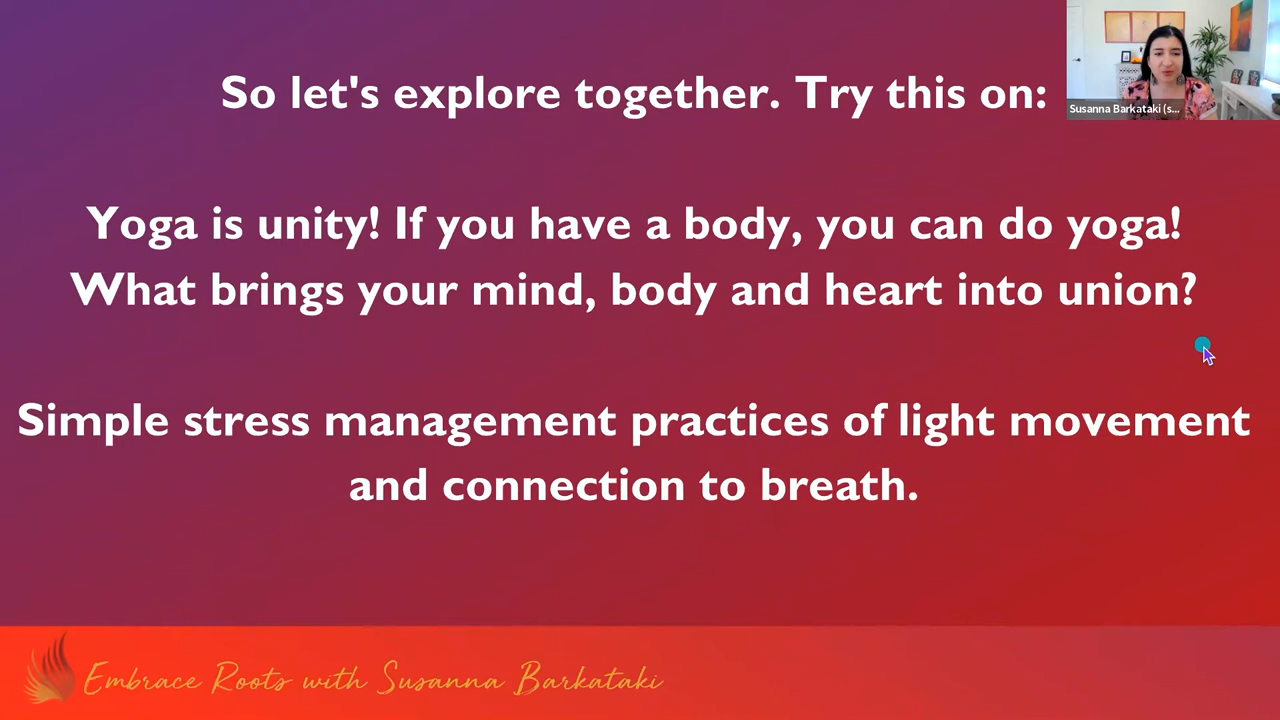 So let's explore together. Try this on:
Susanna Barkataki (s...
Yoga is unity! If you have a body, you can do yoga!
What brings your mind, body and heart into union?
Simple stress management practices of light movement
and connection to breath.
Embrace Roots with Susanna Barkataki